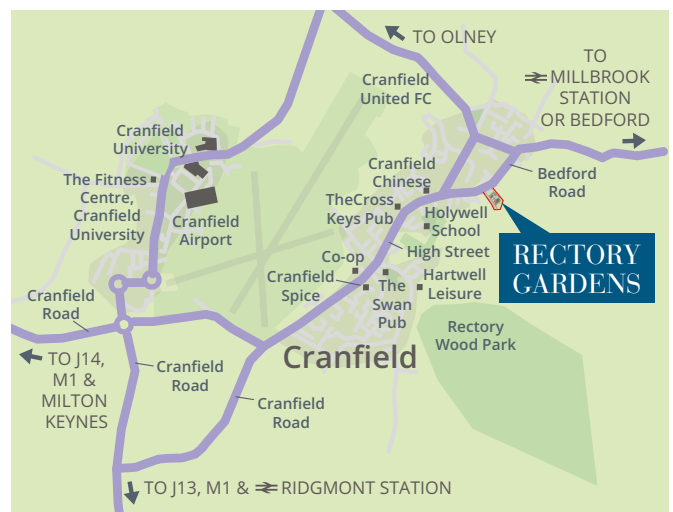 TO OLNEY
TO
MILLBROOK
STATION
OR BEDFORD
Cranfield
United FC
Cranfield
University
The Fitness
Centre,
Cranfield
University
Cranfield
Airport
Cranfield
Chinese
TheCross
Keys Pub
Bedford
Road
Holywell
School
High Street
RECTORY
GARDENS
Co-op
Cranfield
Spice
The
Swan
Pub
Hartwell
Leisure
Cranfield
Road
Rectory
Wood Park
Cranfield
TO J14,
M1 &
MILTON
KEYNES
Cranfield
Road
Cranfield
Road
TO J13, M1 & RIDGMONT STATION